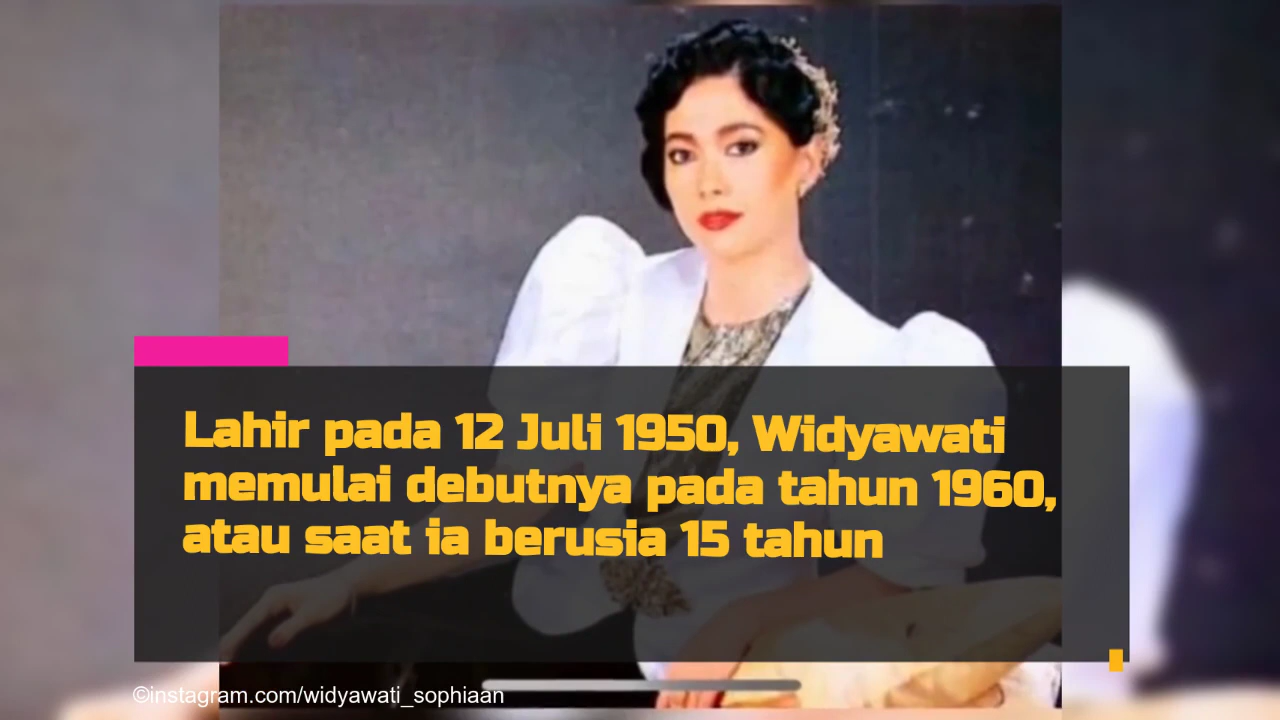 Lahir pada 12 Juli 1950, Widyawati
memulai debutnya pada tahun 1960,
atau saat ia berusia 15 tahun
©instagram.com/widyawati_sophiaan